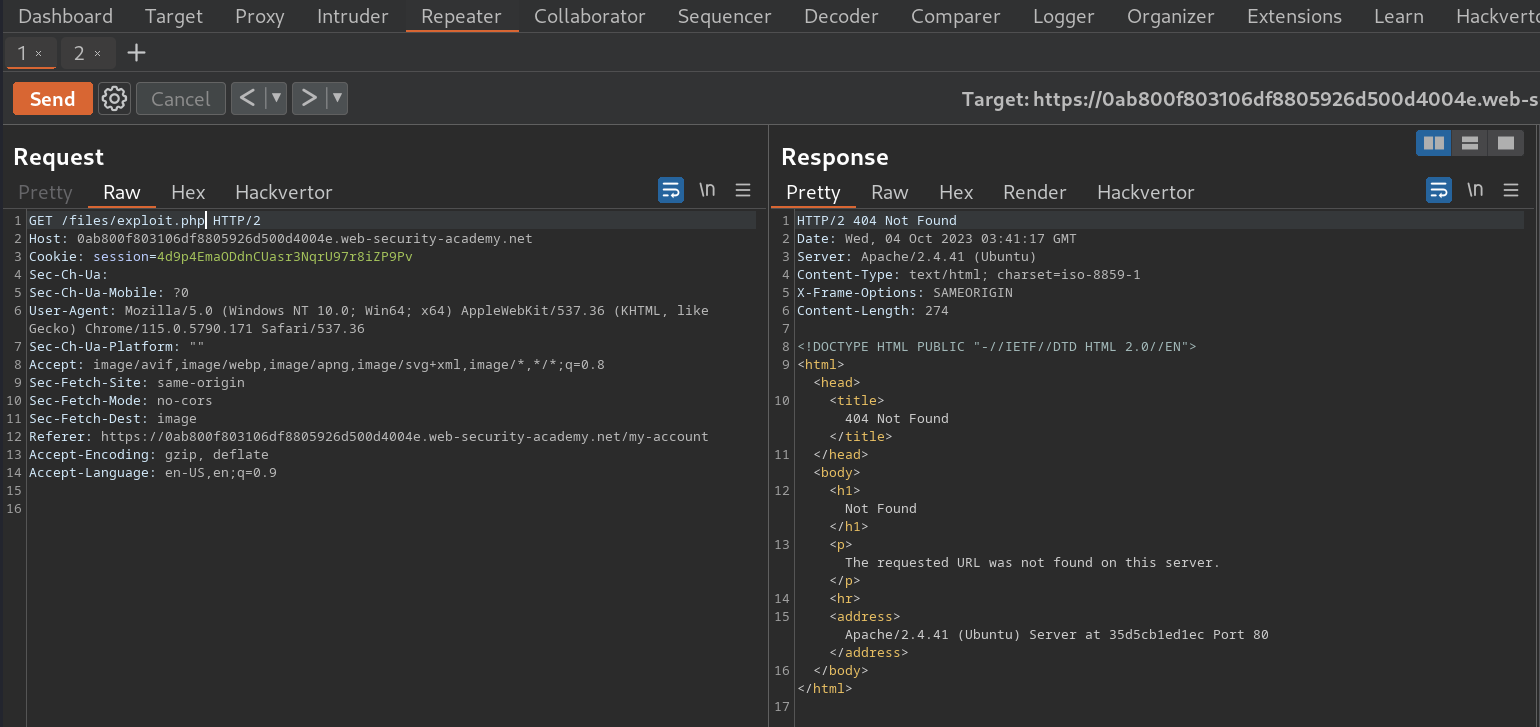 Dashboard Target Proxy Intruder Repeater Collaborator Sequencer Decoder Comparer Logger Organizer Extensions Learn Hackverto
1 × 2 × +
Send Cancel < ▼ > ▼ Target: https://0ab800f803106df8805926d500d4004e.web-s
Request
Pretty Raw Hex Hackvertor \n
1 GET /files/exploit.php HTTP/2
2 Host: 0ab800f803106df8805926d500d4004e.web-security-academy.net
3 Cookie: session=4d9p4EmaODdnCUasr3NqrU97r8iZP9Pv
4 Sec-Ch-Ua:
5 Sec-Ch-Ua-Mobile: ?0
6 User-Agent: Mozilla/5.0 (Windows NT 10.0; Win64; x64) AppleWebKit/537.36 (KHTML, like
Gecko) Chrome/115.0.5790.171 Safari/537.36
7 Sec-Ch-Ua-Platform: ""
8 Accept: image/avif,image/webp,image/apng,image/svg+xml,image/*,*/*;q=0.8
9 Sec-Fetch-Site: same-origin
10 Sec-Fetch-Mode: no-cors
11 Sec-Fetch-Dest: image
12 Referer: https://0ab800f803106df8805926d500d4004e.web-security-academy.net/my-account
13 Accept-Encoding: gzip, deflate
14 Accept-Language: en-US,en;q=0.9
15
16
Response
Pretty Raw Hex Render Hackvertor \n
1 HTTP/2 404 Not Found
2 Date: Wed, 04 Oct 2023 03:41:17 GMT
3 Server: Apache/2.4.41 (Ubuntu)
4 Content-Type: text/html; charset=iso-8859-1
5 X-Frame-Options: SAMEORIGIN
6 Content-Length: 274
7
8 <!DOCTYPE HTML PUBLIC "-//IETF//DTD HTML 2.0//EN">
9 <html>
<head>
10 <title>
404 Not Found
</title>
11 </head>
<body>
12 <h1>
Not Found
</h1>
13 <p>
The requested URL was not found on this server.
</p>
14 <hr>
15 <address>
Apache/2.4.41 (Ubuntu) Server at 35d5cb1ed1ec Port 80
</address>
16 </body>
</html>
17